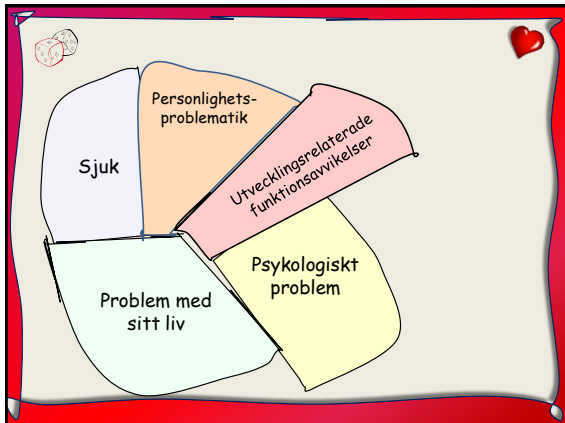 Personlighets-
problematik
Sjuk
Utvecklingsrelaterade
funktionsavvikelser
Psykologiskt
problem
Problem med
sitt liv